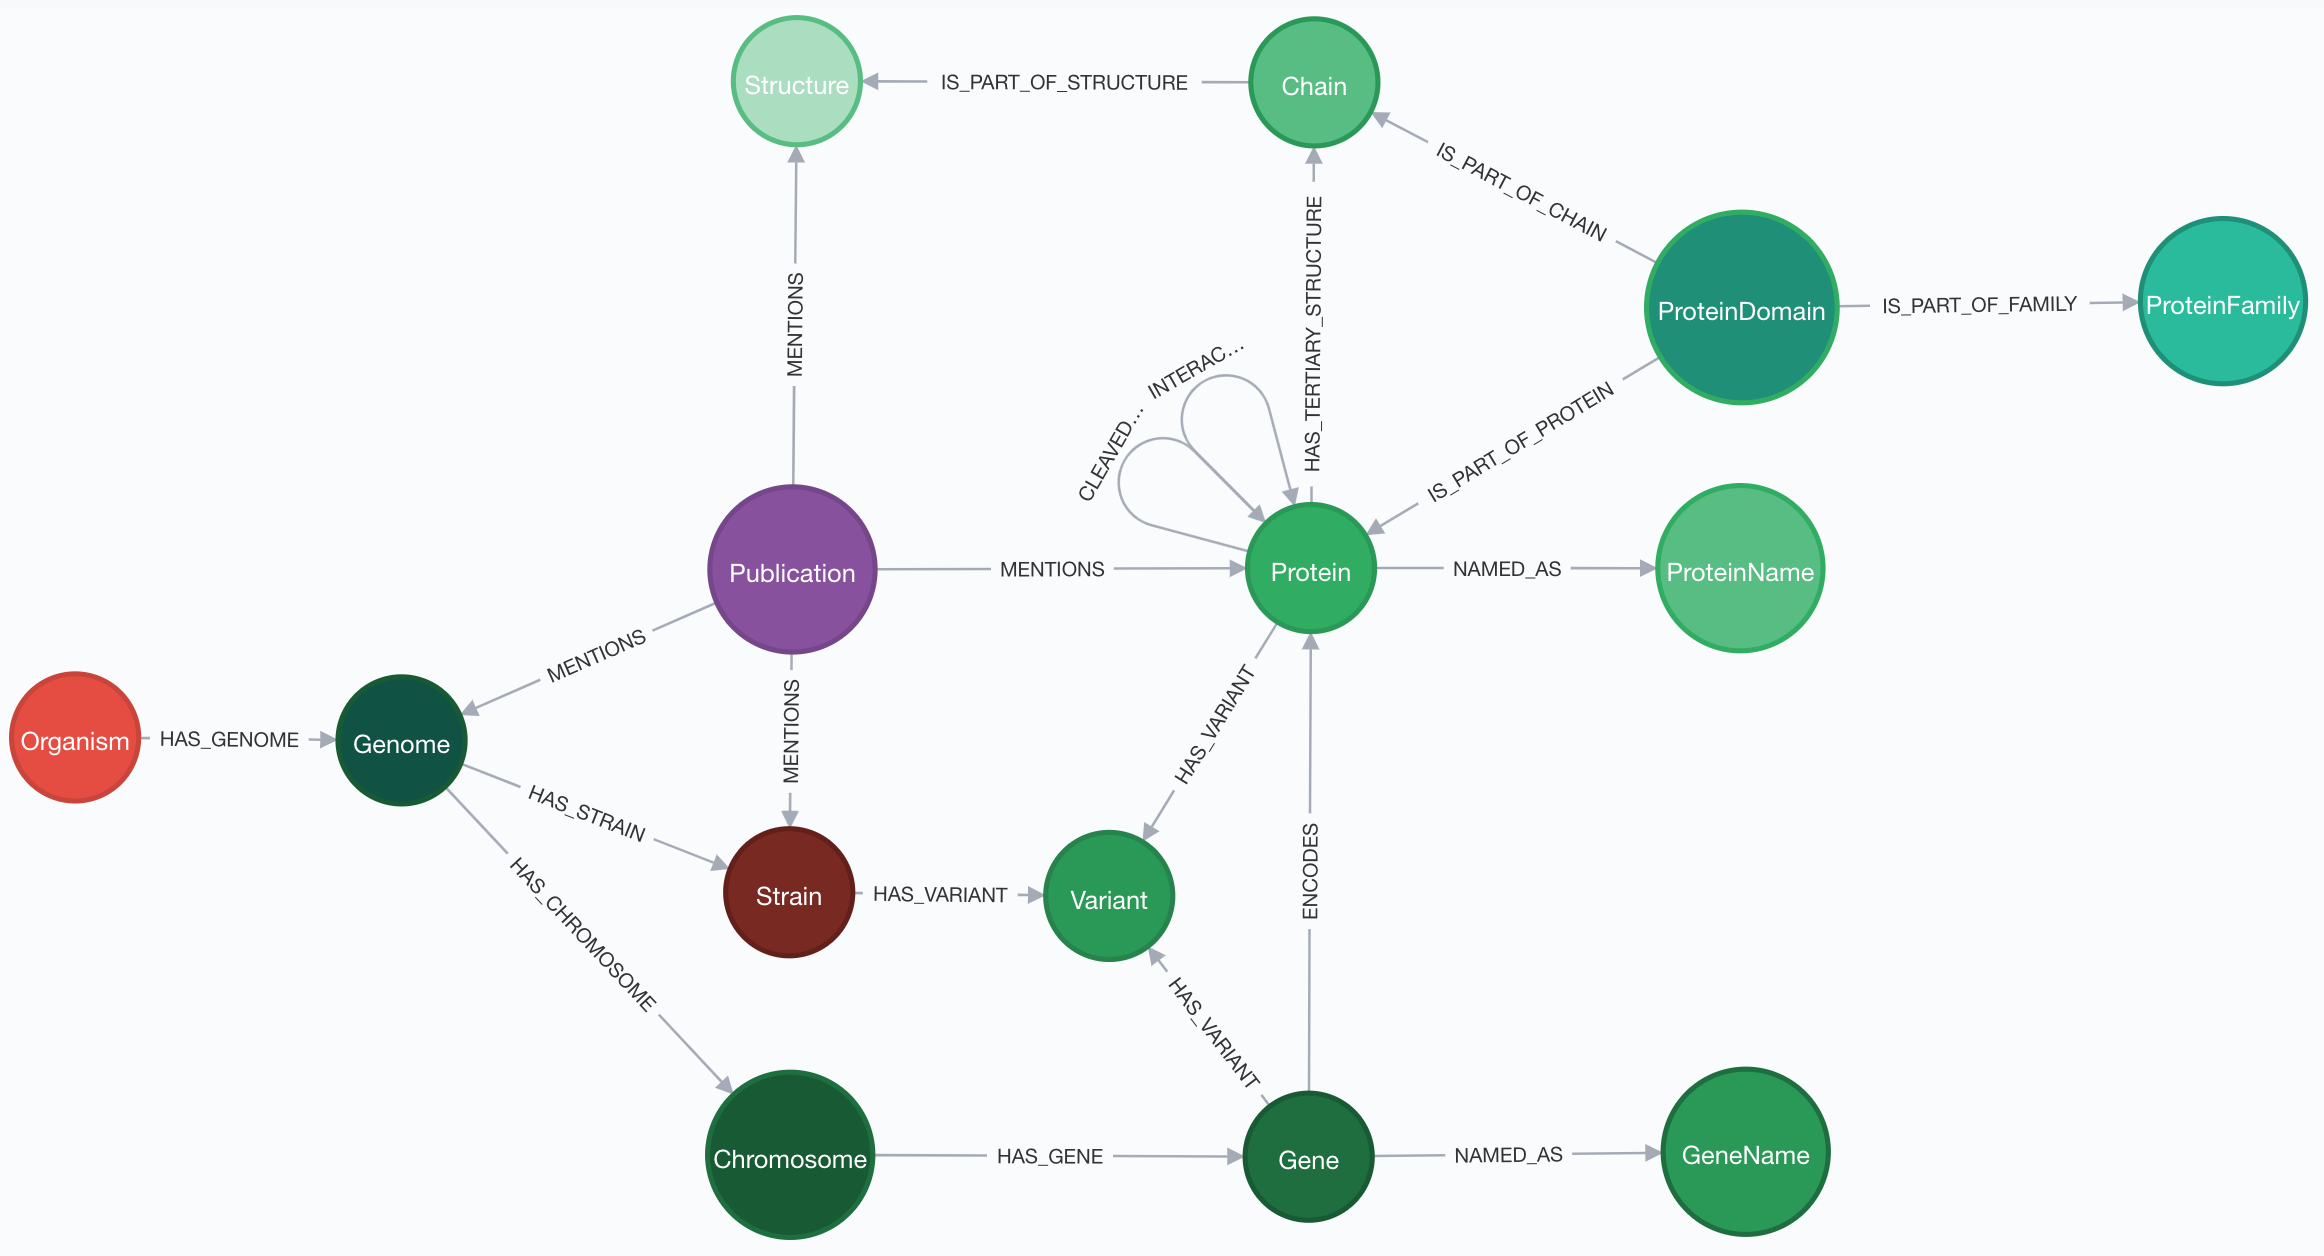 Structure
IS_PART_OF_STRUCTURE
Chain
IS_PART_OF_CHAIN
MENTIONS
HAS_TERTIARY_STRUCTURE
ProteinDomain
IS_PART_OF_FAMILY
ProteinFamily
INTERAC...
CLEAVED...
IS_PART_OF_PROTEIN
Publication
MENTIONS
Protein
NAMED_AS
ProteinName
MENTIONS
MENTIONS
HAS_VARIANT
Organism
HAS_GENOME
Genome
HAS_STRAIN
Strain
HAS_VARIANT
Variant
ENCODES
HAS_CHROMOSOME
HAS_VARIANT
Chromosome
HAS_GENE
Gene
NAMED_AS
GeneName